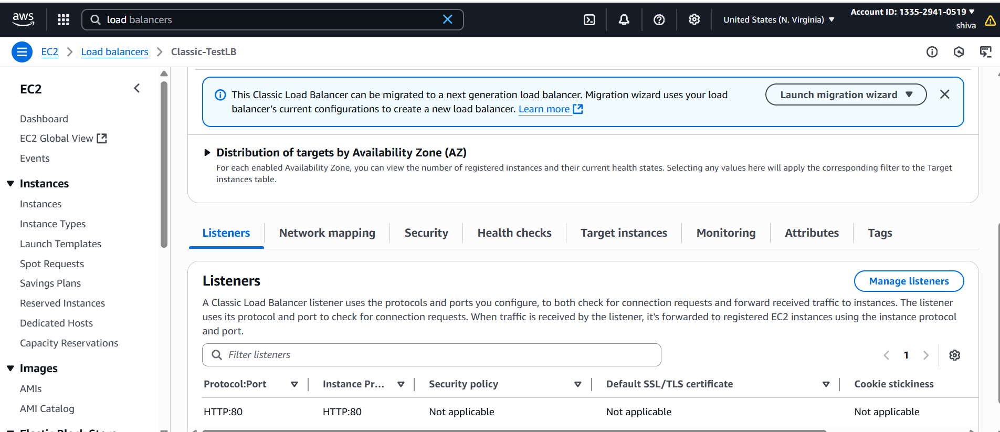 aws
load balancers
United States (N. Virginia)
Account ID: 1335-2941-0519
shiva
EC2
Load balancers
Classic-TestLB
EC2
Dashboard
EC2 Global View
Events
Instances
Instances
Instance Types
Launch Templates
Spot Requests
Savings Plans
Reserved Instances
Dedicated Hosts
Capacity Reservations
Images
AMIs
AMI Catalog
Elastic Block Store
This Classic Load Balancer can be migrated to a next generation load balancer. Migration wizard uses your load
balancer’s current configurations to create a new load balancer. Learn more
Launch migration wizard
Distribution of targets by Availability Zone (AZ)
For each enabled Availability Zone, you can view the number of registered instances and their current health states. Selecting any values here will apply the corresponding filter to the Target
instances table.
Listeners
Network mapping
Security
Health checks
Target instances
Monitoring
Attributes
Tags
Listeners
Manage listeners
A Classic Load Balancer listener uses the protocols and ports you configure, to both check for connection requests and forward received traffic to instances. The listener
uses its protocol and port to check for connection requests. When traffic is received by the listener, it's forwarded to registered EC2 instances using the instance protocol
and port.
Filter listeners
1
Protocol:Port
Instance Pr...
Security policy
Default SSL/TLS certificate
Cookie stickiness
HTTP:80
HTTP:80
Not applicable
Not applicable
Not applicable